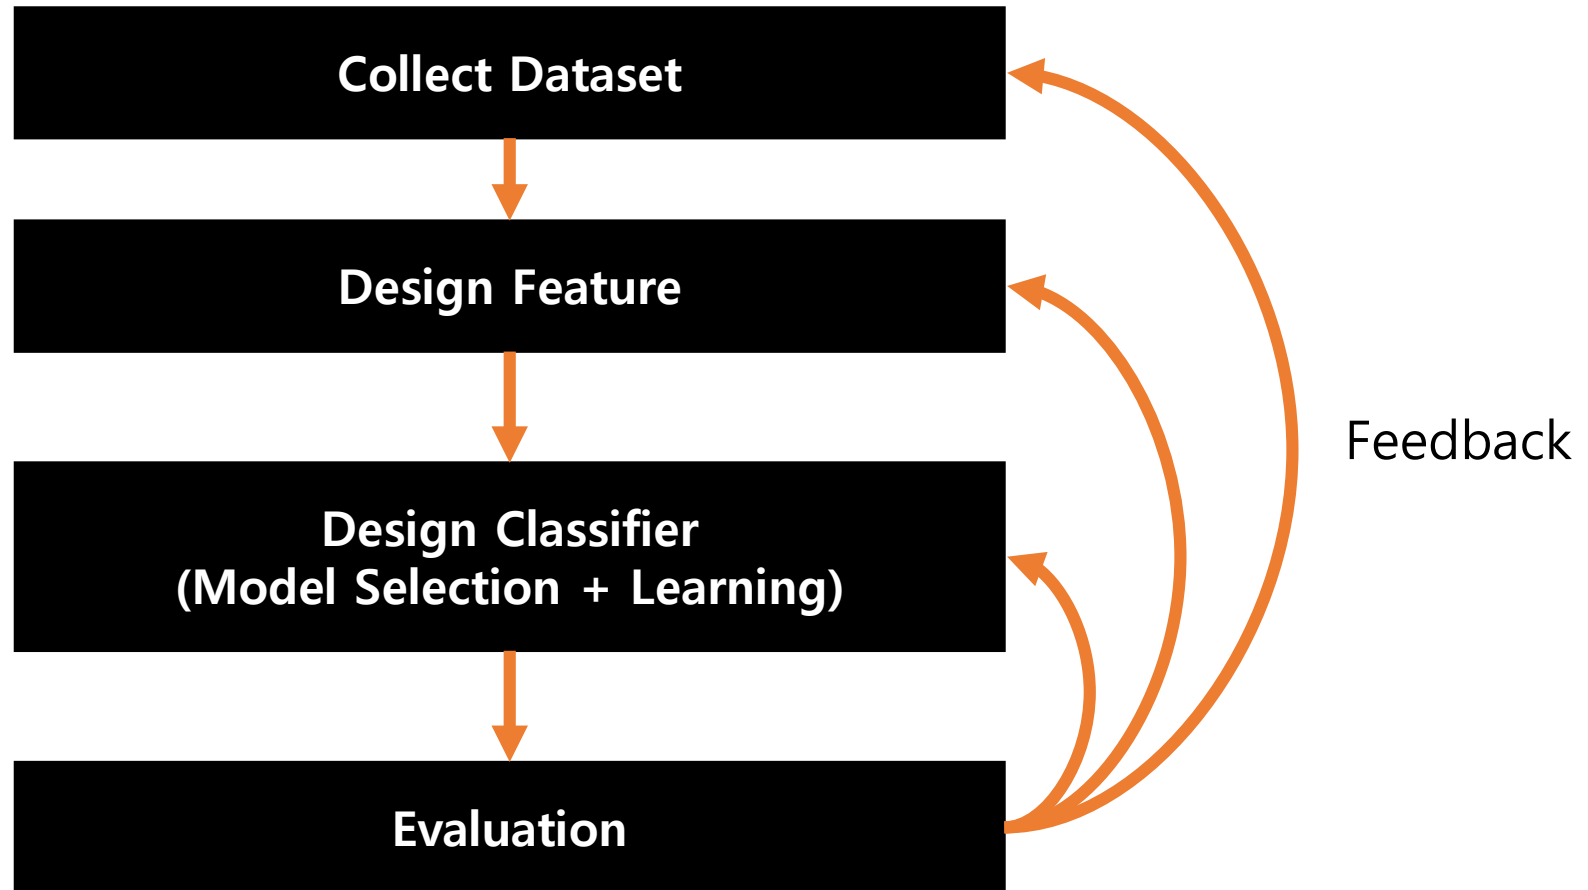 Collect Dataset
Design Feature
Design Classifier
(Model Selection + Learning)
Evaluation
Feedback